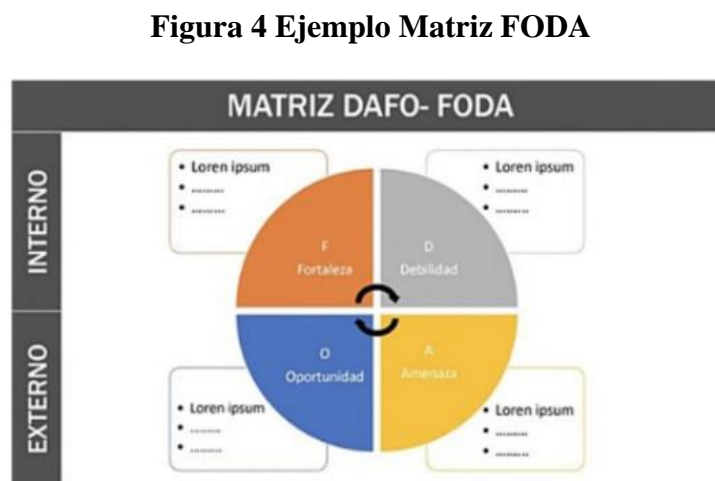 Figura 4 Ejemplo Matriz FODA
MATRIZ DAFO- FODA
INTERNO
• Loren ipsum
• .........
• .........
• Loren ipsum
• .........
• .........
F
Fortaleza
D
Debilidad
EXTERNO
O
Oportunidad
A
Amenaza
• Loren ipsum
• .........
• .........
• Loren ipsum
• .........
• .........